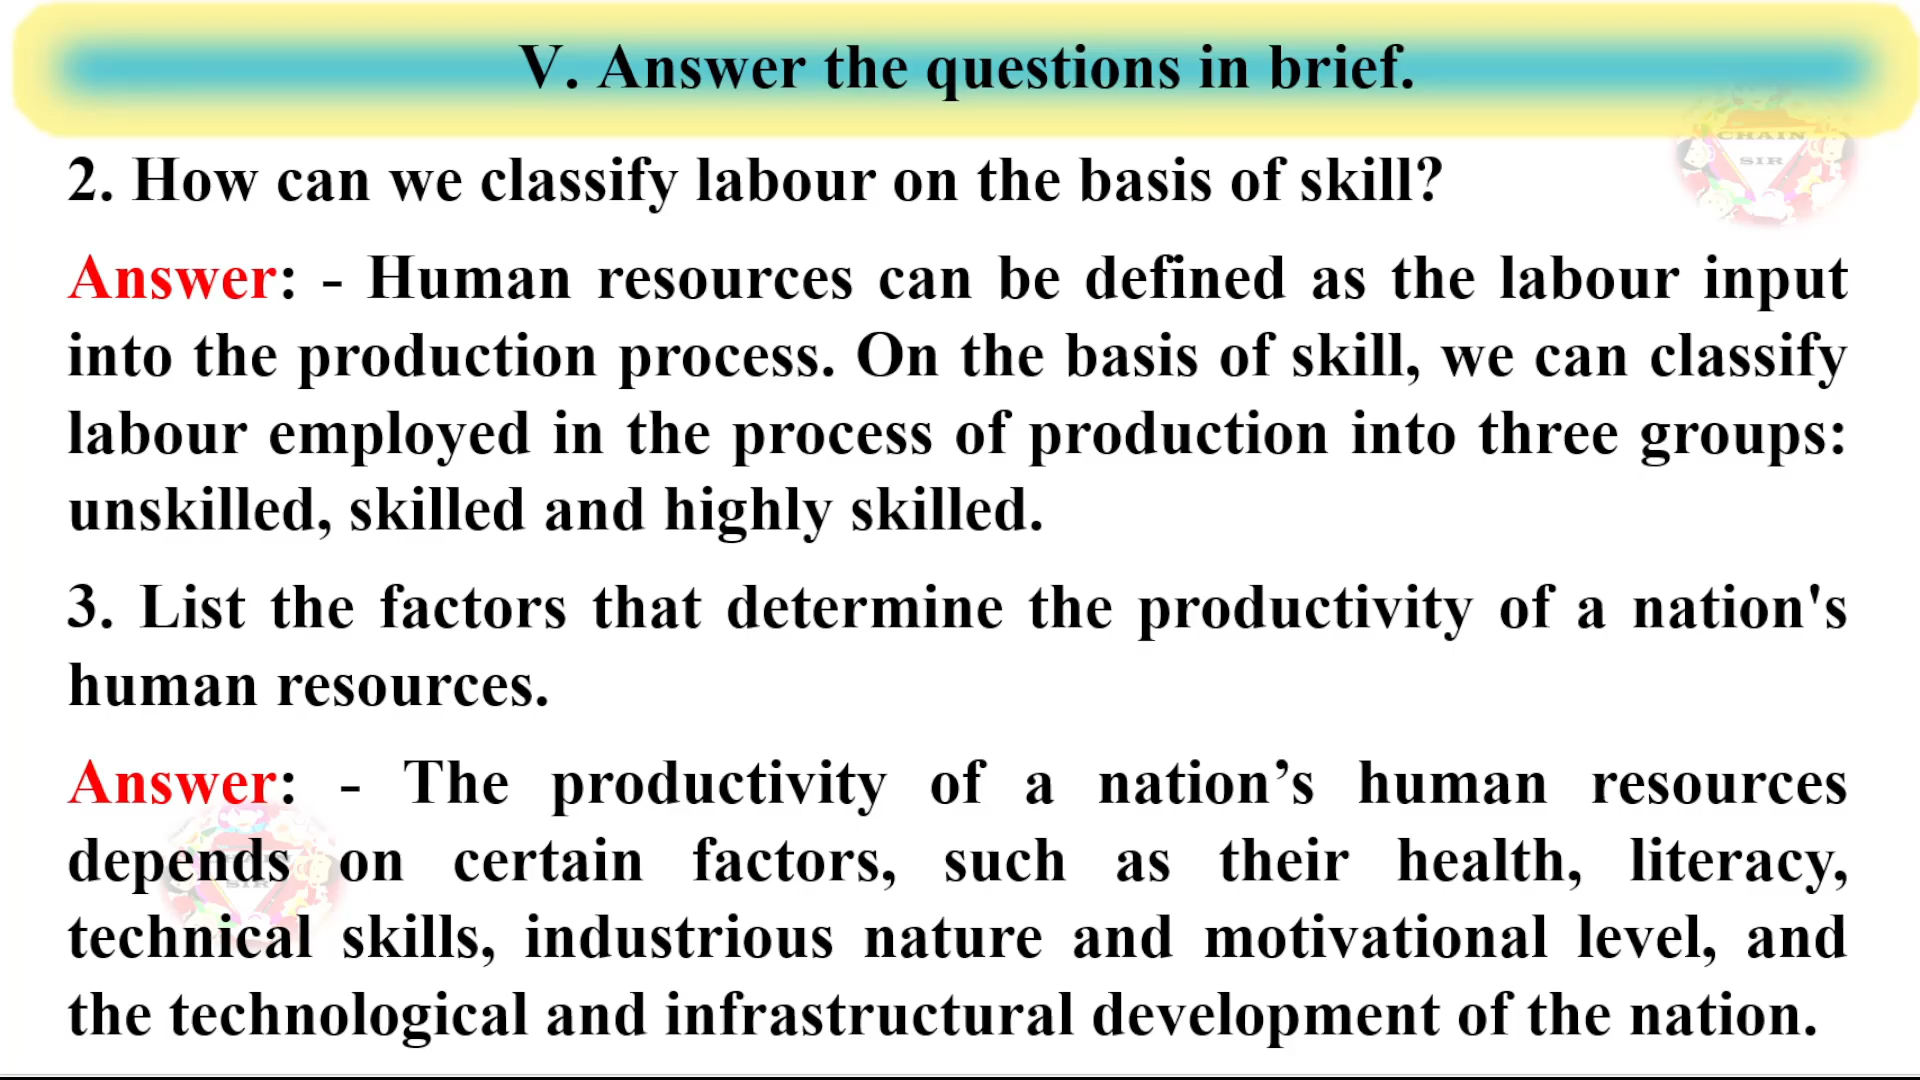 V. Answer the questions in brief.
CHAIN
SIR
2. How can we classify labour on the basis of skill?
Answer: - Human resources can be defined as the labour input
into the production process. On the basis of skill, we can classify
labour employed in the process of production into three groups:
unskilled, skilled and highly skilled.
3. List the factors that determine the productivity of a nation's
human resources.
Answer: - The productivity of a nation’s human resources
depends on certain factors, such as their health, literacy,
technical skills, industrious nature and motivational level, and
the technological and infrastructural development of the nation.
CHAIN
SIR